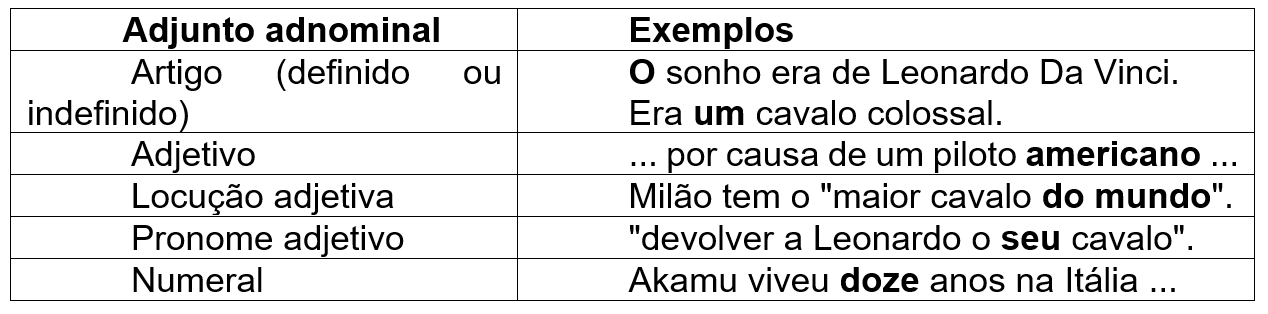 Adjunto adnominal Exemplos
Artigo (definido ou O sonho era de Leonardo Da Vinci.
indefinido) Era um cavalo colossal.
Adjetivo ... por causa de um piloto americano ...
Locução adjetiva Milão tem o "maior cavalo do mundo".
Pronome adjetivo "devolver a Leonardo o seu cavalo".
Numeral Akamu viveu doze anos na Itália ...